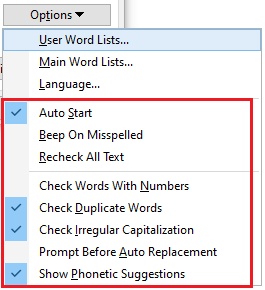 Options
User Word Lists...
Main Word Lists...
Language...
Auto Start
Beep On Misspelled
Recheck All Text
Check Words With Numbers
Check Duplicate Words
Check Irregular Capitalization
Prompt Before Auto Replacement
Show Phonetic Suggestions